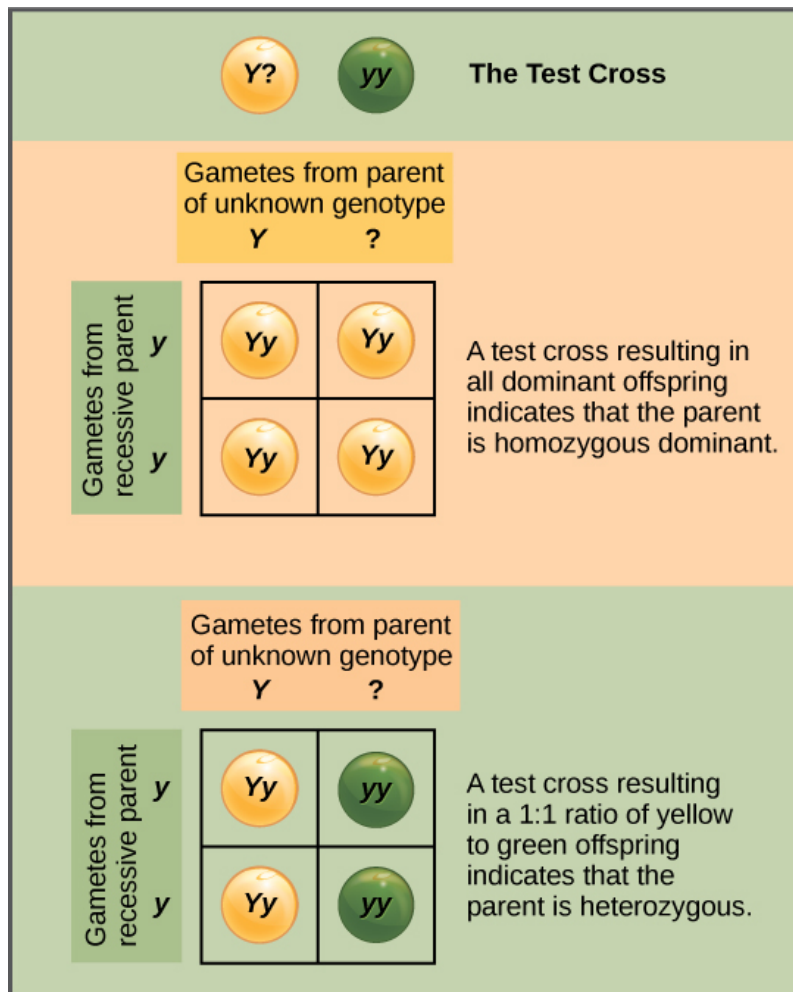 Y? yy The Test Cross
Gametes from parent
of unknown genotype
Y ?
Gametes from
recessive parent
y Yy Yy
y Yy Yy
A test cross resulting in
all dominant offspring
indicates that the parent
is homozygous dominant.
Gametes from parent
of unknown genotype
Y ?
Gametes from
recessive parent
y Yy yy
y Yy yy
A test cross resulting
in a 1:1 ratio of yellow
to green offspring
indicates that the
parent is heterozygous.